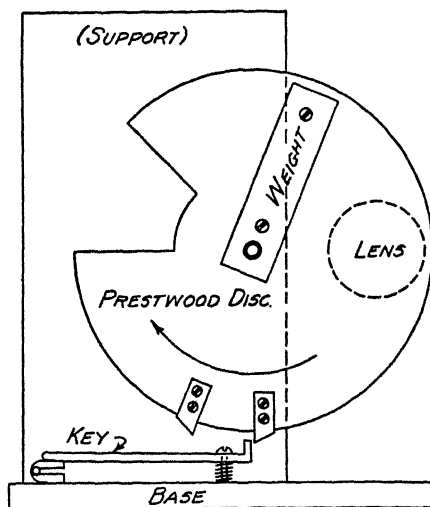 (SUPPORT)
WEIGHT
LENS
PRESTWOOD DISC.
KEY
BASE